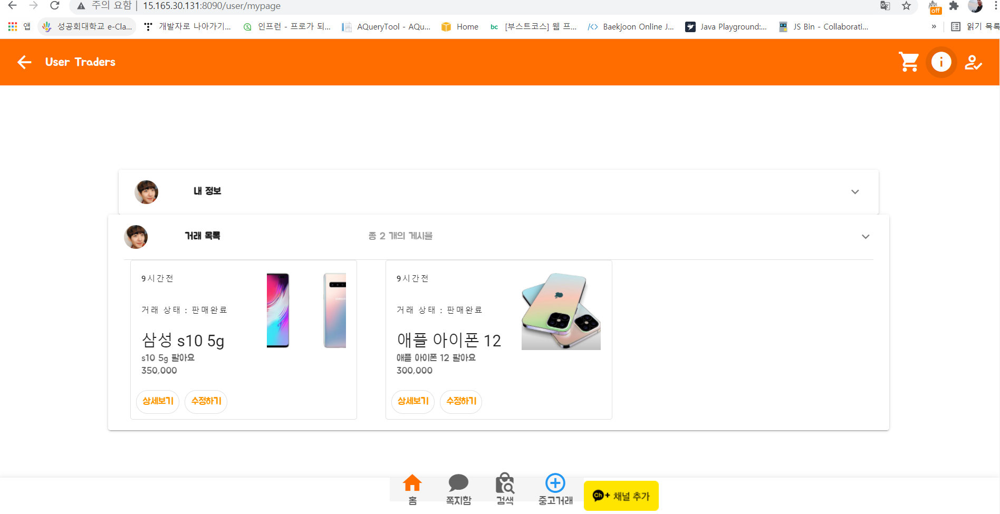 주의 요함 | 15.165.30.131:8090/user/mypage
off
앱 성공회대학교 e-Cla... 개발자로 나아가기... 인프런 - 프로가 되... AQueryTool - AQu... Home bc [부스트코스] 웹 프... Baekjoon Online J... Java Playground:... JS Bin - Collaborati... » 읽기 목록
User Traders
내 정보
거래 목록 총 2 개의 게시물
9시간전
거래 상태 : 판매완료
삼성 s10 5g
s10 5g 팔아요
350,000
상세보기 수정하기
9시간전
거래 상태 : 판매완료
애플 아이폰 12
애플 아이폰 12 팔아요
300,000
상세보기 수정하기
홈 쪽지함 검색 중고거래
Ch+ 채널 추가